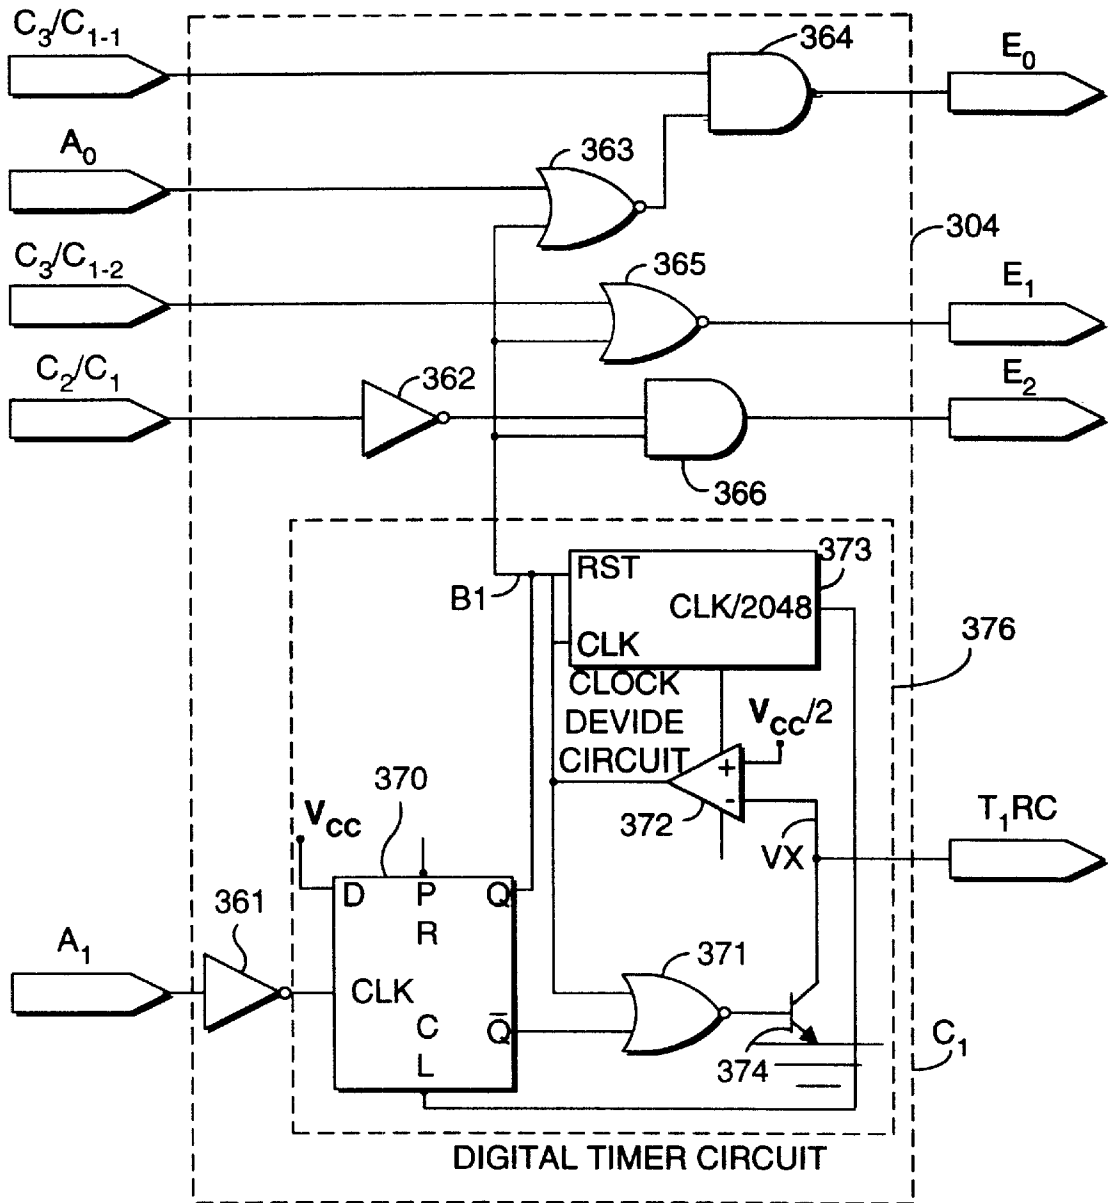 C3/C1-1
364
E0
A0
363
304
C3/C1-2
365
E1
C2/C1
362
E2
366
RST
373
B1
CLK/2048
376
CLK
CLOCK
DEVIDE
CIRCUIT
VCC/2
+
-
370
372
VCC
VX
T1RC
D
P
Q
R
361
A1
371
CLK
C
Q̅
L
374
C1
DIGITAL TIMER CIRCUIT